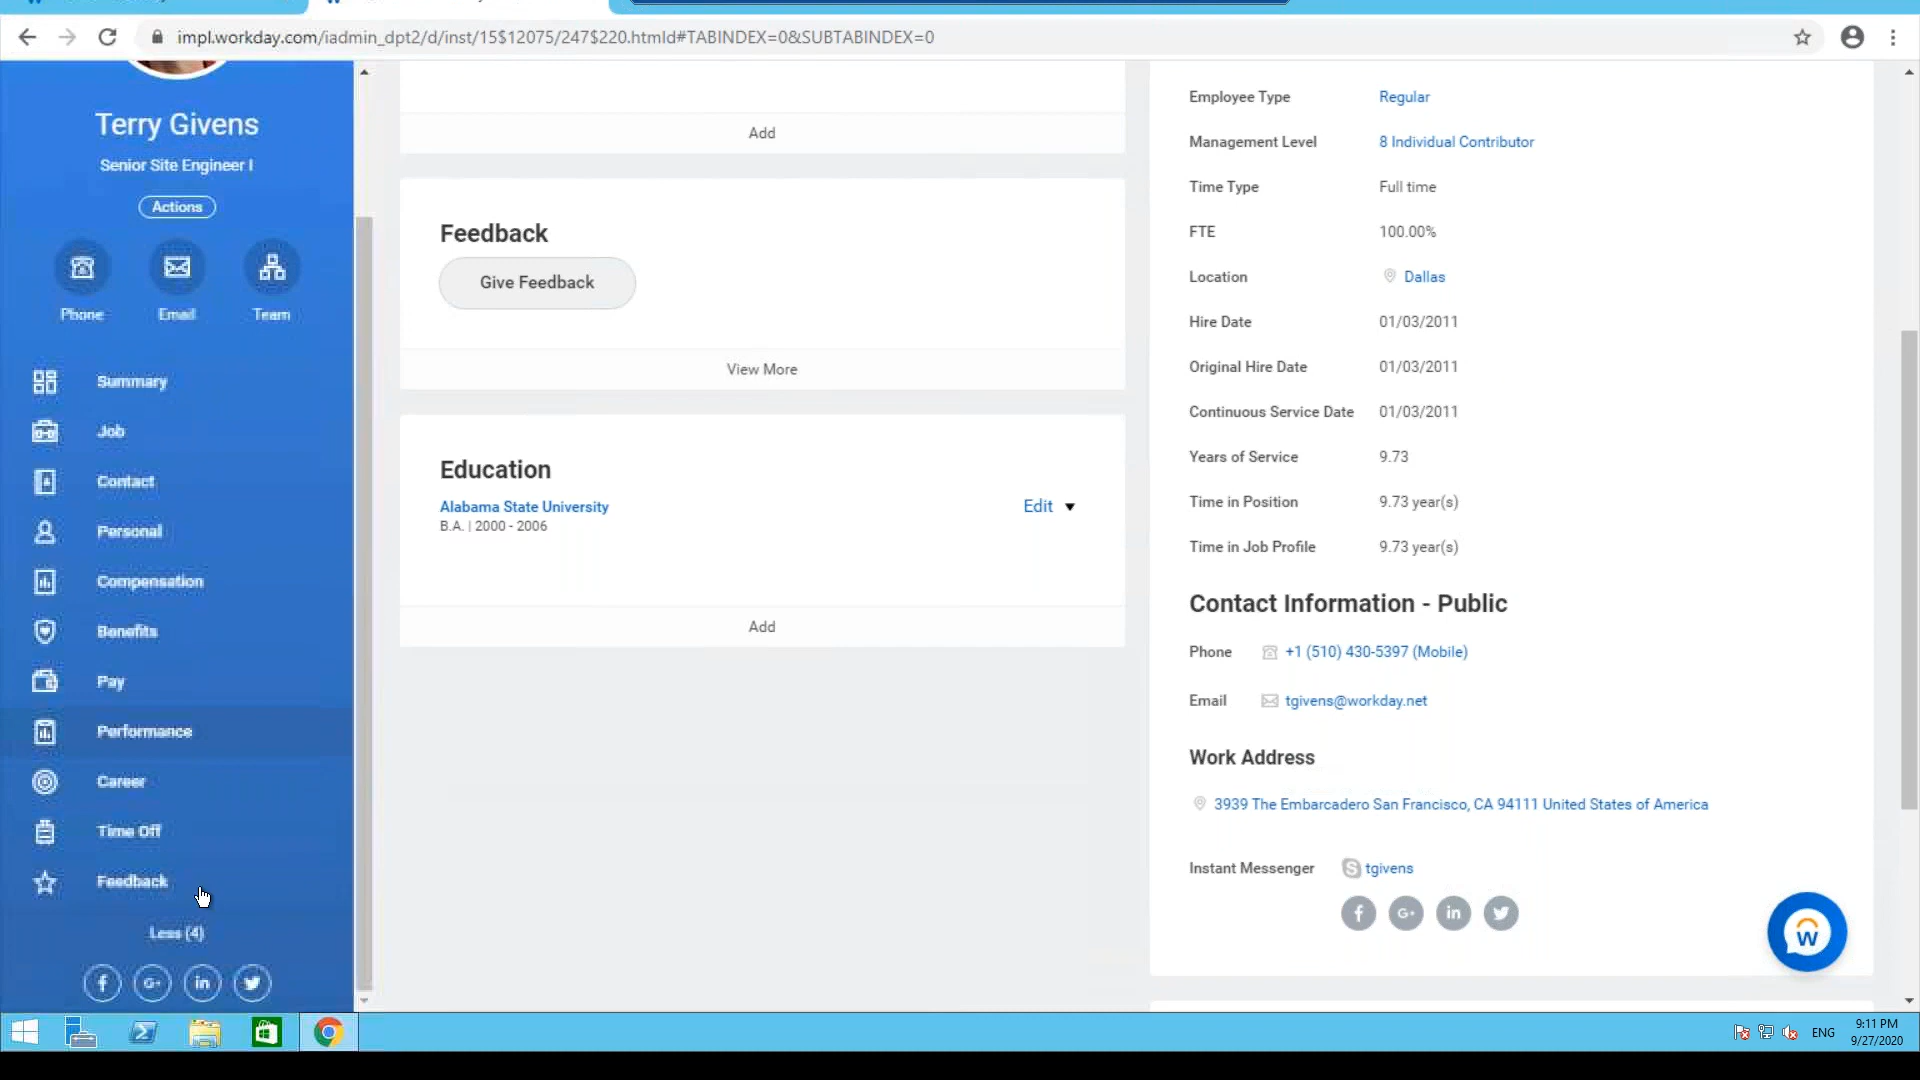 impl.workday.com/iadmin_dpt2/d/inst/15$12075/247$220.htmld#TABINDEX=0&SUBTABINDEX=0
Terry Givens
Senior Site Engineer I
Actions
Phone
Email
Team
Summary
Job
Contact
Personal
Compensation
Benefits
Pay
Performance
Career
Time Off
Feedback
Less (4)
f
G+
in
Add
Feedback
Give Feedback
View More
Education
Alabama State University
Edit
B.A. | 2000 - 2006
Add
Employee Type Regular
Management Level 8 Individual Contributor
Time Type Full time
FTE 100.00%
Location Dallas
Hire Date 01/03/2011
Original Hire Date 01/03/2011
Continuous Service Date 01/03/2011
Years of Service 9.73
Time in Position 9.73 year(s)
Time in Job Profile 9.73 year(s)
Contact Information - Public
Phone +1 (510) 430-5397 (Mobile)
Email tgivens@workday.net
Work Address
3939 The Embarcadero San Francisco, CA 94111 United States of America
Instant Messenger tgivens
f
G+
in
W
ENG
9:11 PM
9/27/2020